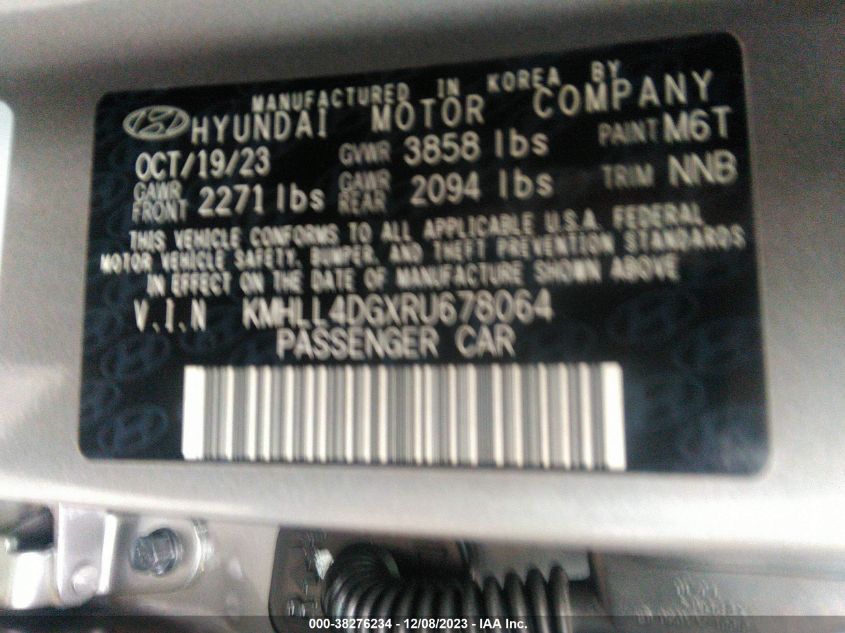 MANUFACTURED IN KOREA BY
HYUNDAI MOTOR COMPANY
OCT/19/23 GVWR 3858 lbs PAINT M6T
GAWR FRONT 2271 lbs GAWR REAR 2094 lbs TRIM NNB
THIS VEHICLE CONFORMS TO ALL APPLICABLE U.S.A. FEDERAL
MOTOR VEHICLE SAFETY, BUMPER, AND THEFT PREVENTION STANDARDS
IN EFFECT ON THE DATE OF MANUFACTURE SHOWN ABOVE
V.I.N KMHLL4DGXRU678064
PASSENGER CAR
000-38276234 - 12/08/2023 - IAA Inc.